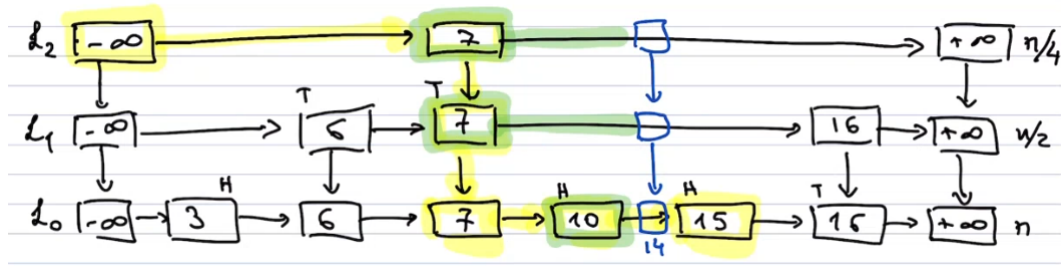 L₂ -∞ 7 +∞ n/4
T T
L₁ -∞ 6 7 16 +∞ n/2
H H H T
L₀ -∞ 3 6 7 10 15 16 +∞ n
14